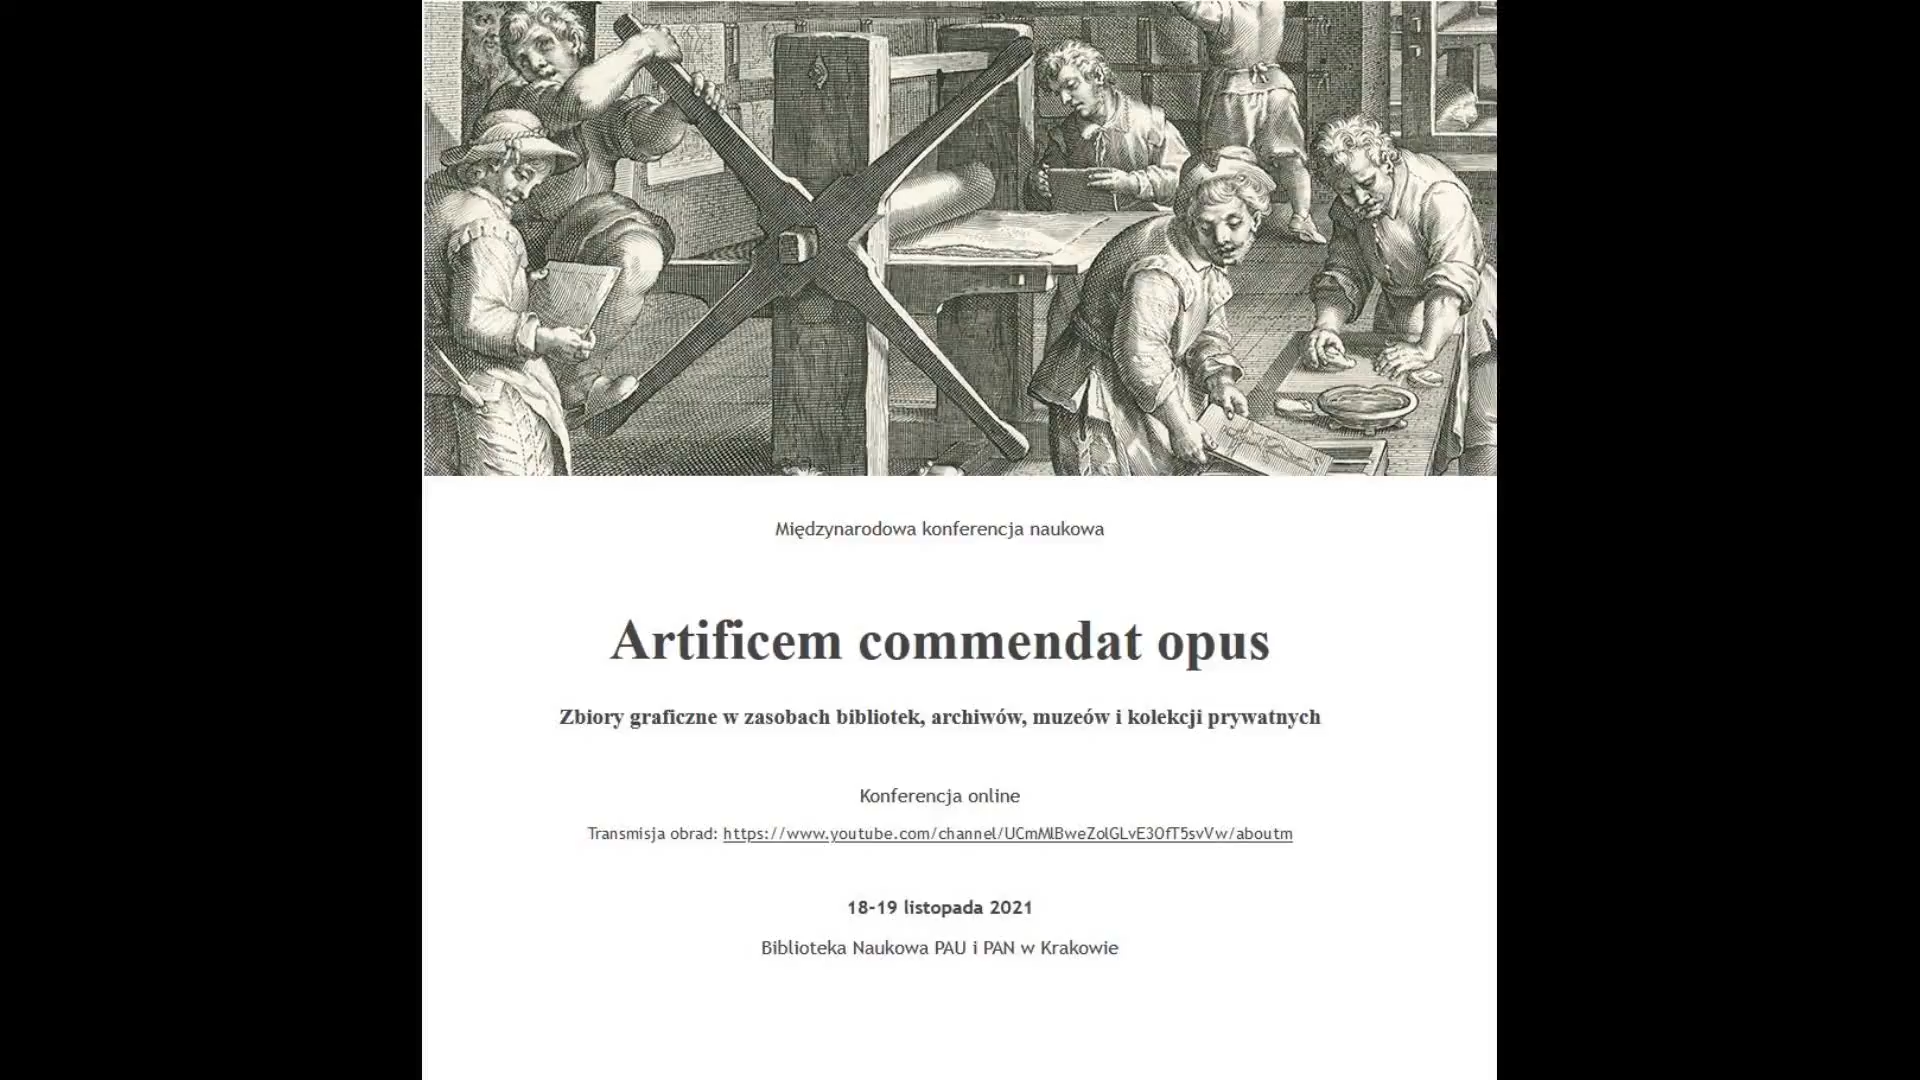 Międzynarodowa konferencja naukowa
Artificem commendat opus
Zbiory graficzne w zasobach bibliotek, archiwów, muzeów i kolekcji prywatnych
Konferencja online
Transmisja obrad: https://www.youtube.com/channel/UCmMlBweZolGLvE3OfT5svVw/aboutm
18-19 listopada 2021
Biblioteka Naukowa PAU i PAN w Krakowie